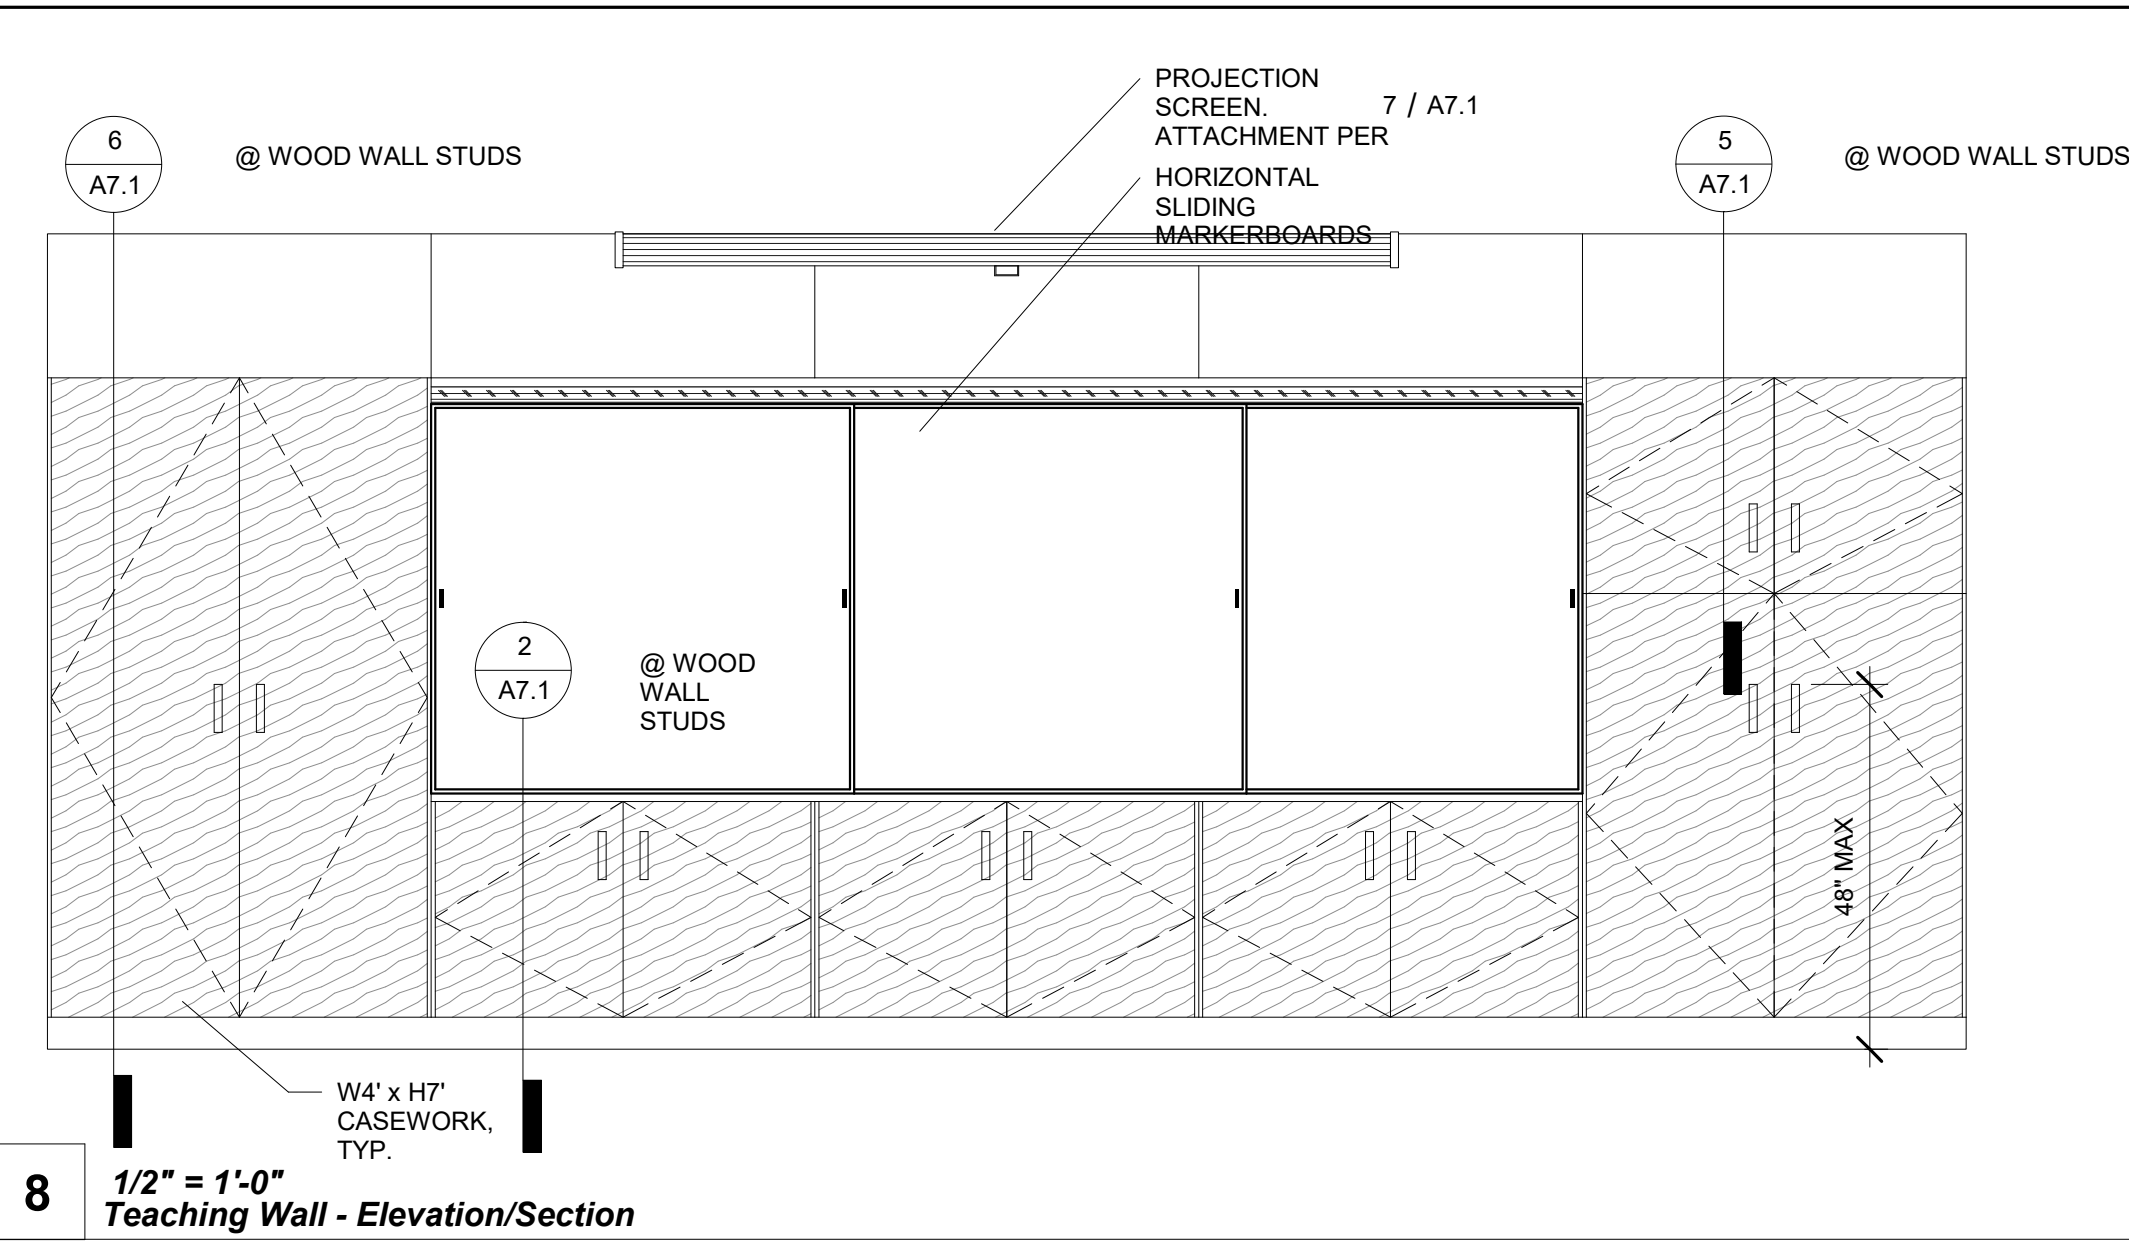 PROJECTION
SCREEN. 7 / A7.1
ATTACHMENT PER
6
A7.1
@ WOOD WALL STUDS
HORIZONTAL
SLIDING
MARKERBOARDS
5
A7.1
@ WOOD WALL STUDS
2
A7.1
@ WOOD
WALL
STUDS
48" MAX
W4' x H7'
CASEWORK,
TYP.
8
1/2" = 1'-0"
Teaching Wall - Elevation/Section